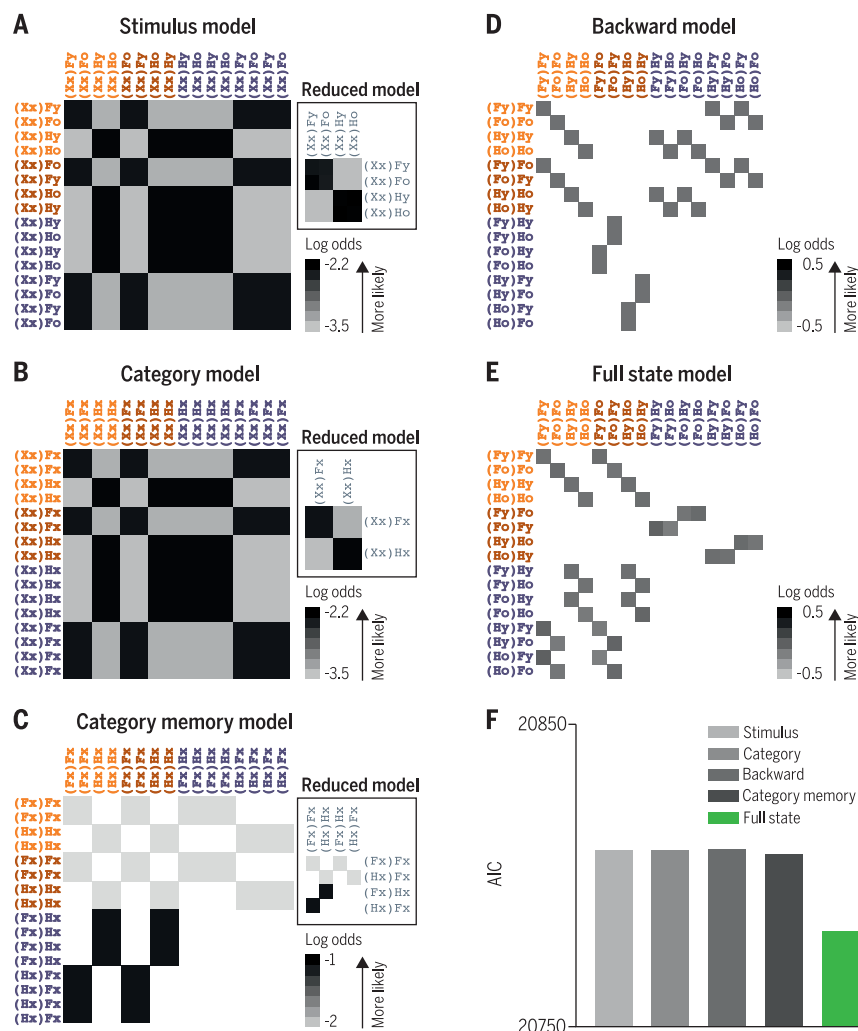 A
Stimulus model
(Xx)Fy
(Xx)Fo
(Xx)Hy
(Xx)Ho
(Xx)Fo
(Xx)Fy
(Xx)Ho
(Xx)Hy
(Xx)Hy
(Xx)Ho
(Xx)Hy
(Xx)Ho
(Xx)Fy
(Xx)Fo
(Xx)Fy
(Xx)Fo
(Xx)Fy
(Xx)Fo
(Xx)Hy
(Xx)Ho
(Xx)Fo
(Xx)Fy
(Xx)Ho
(Xx)Hy
(Xx)Hy
(Xx)Ho
(Xx)Hy
(Xx)Ho
(Xx)Fy
(Xx)Fo
(Xx)Fy
(Xx)Fo
Reduced model
(Xx)Fy
(Xx)Fo
(Xx)Hy
(Xx)Ho
(Xx)Fy
(Xx)Fo
(Xx)Hy
(Xx)Ho
Log odds
-2.2
-3.5
More likely
B
Category model
(Xx)Fx
(Xx)Fx
(Xx)Hx
(Xx)Hx
(Xx)Fx
(Xx)Fx
(Xx)Hx
(Xx)Hx
(Xx)Hx
(Xx)Hx
(Xx)Hx
(Xx)Hx
(Xx)Fx
(Xx)Fx
(Xx)Fx
(Xx)Fx
(Xx)Fx
(Xx)Fx
(Xx)Hx
(Xx)Hx
(Xx)Fx
(Xx)Fx
(Xx)Hx
(Xx)Hx
(Xx)Hx
(Xx)Hx
(Xx)Hx
(Xx)Hx
(Xx)Fx
(Xx)Fx
(Xx)Fx
(Xx)Fx
Reduced model
(Xx)Fx
(Xx)Hx
(Xx)Fx
(Xx)Hx
Log odds
-2.2
-3.5
More likely
C
Category memory model
(Fx)Fx
(Fx)Fx
(Hx)Hx
(Hx)Hx
(Fx)Fx
(Fx)Fx
(Hx)Hx
(Hx)Hx
(Fx)Hx
(Fx)Hx
(Fx)Hx
(Fx)Hx
(Hx)Fx
(Hx)Fx
(Hx)Fx
(Hx)Fx
(Fx)Fx
(Fx)Fx
(Hx)Hx
(Hx)Hx
(Fx)Fx
(Fx)Fx
(Hx)Hx
(Hx)Hx
(Fx)Hx
(Fx)Hx
(Fx)Hx
(Fx)Hx
(Hx)Fx
(Hx)Fx
(Hx)Fx
(Hx)Fx
Reduced model
(Fx)Fx
(Hx)Hx
(Fx)Hx
(Hx)Fx
(Fx)Fx
(Hx)Fx
(Fx)Hx
(Hx)Fx
Log odds
-1
-2
More likely
D
Backward model
(Fy)Fy
(Fo)Fo
(Hy)Hy
(Ho)Ho
(Fy)Fo
(Fo)Fy
(Hy)Ho
(Ho)Hy
(Fy)Hy
(Fy)Ho
(Fo)Hy
(Fo)Ho
(Hy)Fy
(Hy)Fo
(Ho)Fy
(Ho)Fo
(Fy)Fy
(Fo)Fo
(Hy)Hy
(Ho)Ho
(Fy)Fo
(Fo)Fy
(Hy)Ho
(Ho)Hy
(Fy)Hy
(Fy)Ho
(Fo)Hy
(Fo)Ho
(Hy)Fy
(Hy)Fo
(Ho)Fy
(Ho)Fo
Log odds
0.5
-0.5
More likely
E
Full state model
(Fy)Fy
(Fo)Fo
(Hy)Hy
(Ho)Ho
(Fy)Fo
(Fo)Fy
(Hy)Ho
(Ho)Hy
(Fy)Hy
(Fy)Ho
(Fo)Hy
(Fo)Ho
(Hy)Fy
(Hy)Fo
(Ho)Fy
(Ho)Fo
(Fy)Fy
(Fo)Fo
(Hy)Hy
(Ho)Ho
(Fy)Fo
(Fo)Fy
(Hy)Ho
(Ho)Hy
(Fy)Hy
(Fy)Ho
(Fo)Hy
(Fo)Ho
(Hy)Fy
(Hy)Fo
(Ho)Fy
(Ho)Fo
Log odds
0.5
-0.5
More likely
F
20850
AIC
20750
Stimulus
Category
Backward
Category memory
Full state